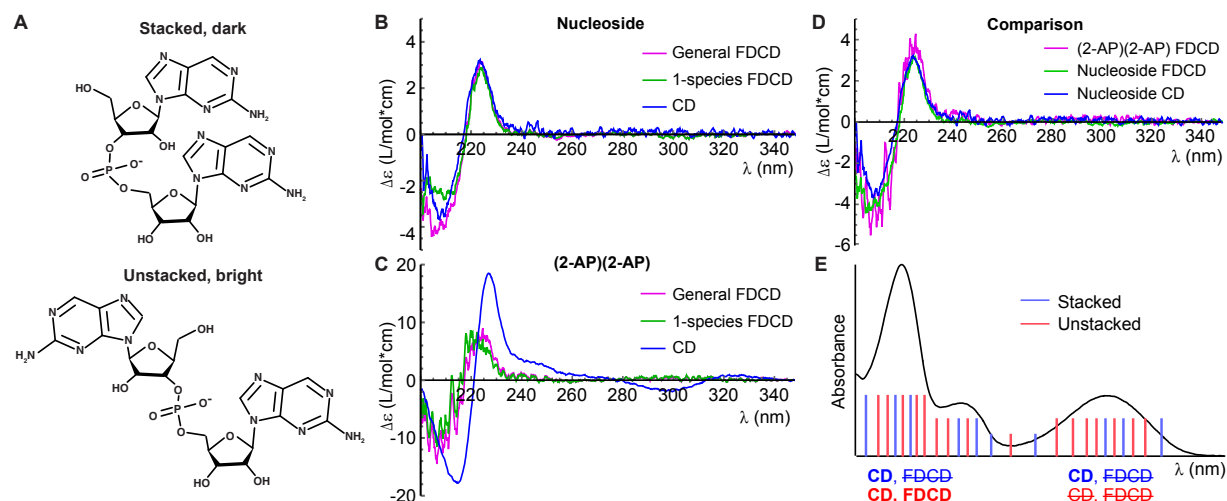 A
Stacked, dark
N
N
N
N
NH₂
HO
O
OH
O
O
P
O⁻
O
N
N
N
N
NH₂
O
HO
OH
Unstacked, bright
N
N
N
N
H₂N
OH
O
HO
O
O
P
O⁻
O
N
N
N
N
NH₂
O
HO
OH
B
Nucleoside
General FDCD
1-species FDCD
CD
Δε (L/mol*cm)
4
2
0
-2
-4
220
240
260
280
300
320
340
λ (nm)
C
(2-AP)(2-AP)
General FDCD
1-species FDCD
CD
Δε (L/mol*cm)
20
10
0
-10
-20
220
240
260
280
300
320
340
λ (nm)
D
Comparison
(2-AP)(2-AP) FDCD
Nucleoside FDCD
Nucleoside CD
Δε (L/mol*cm)
4
2
0
-2
-4
-6
220
240
260
280
300
320
340
λ (nm)
E
Stacked
Unstacked
Absorbance
λ (nm)
CD, FDCD
CD, FDCD
CD, FDCD
CD, FDCD